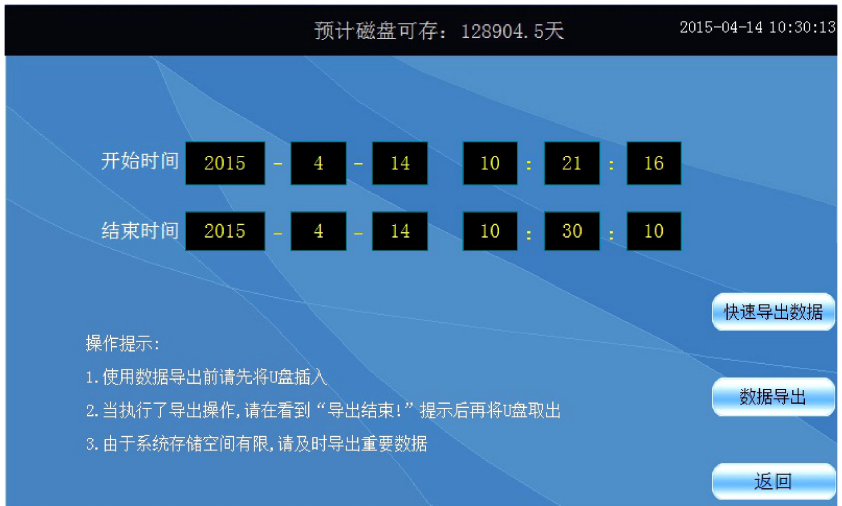 预计磁盘可存: 128904.5天 2015-04-14 10:30:13
开始时间 2015 - 4 - 14 10 : 21 : 16
结束时间 2015 - 4 - 14 10 : 30 : 10
快速导出数据
操作提示:
1.使用数据导出前请先将U盘插入
数据导出
2.当执行了导出操作,请在看到“导出结束!”提示后再将U盘取出
3.由于系统存储空间有限,请及时导出重要数据
返回